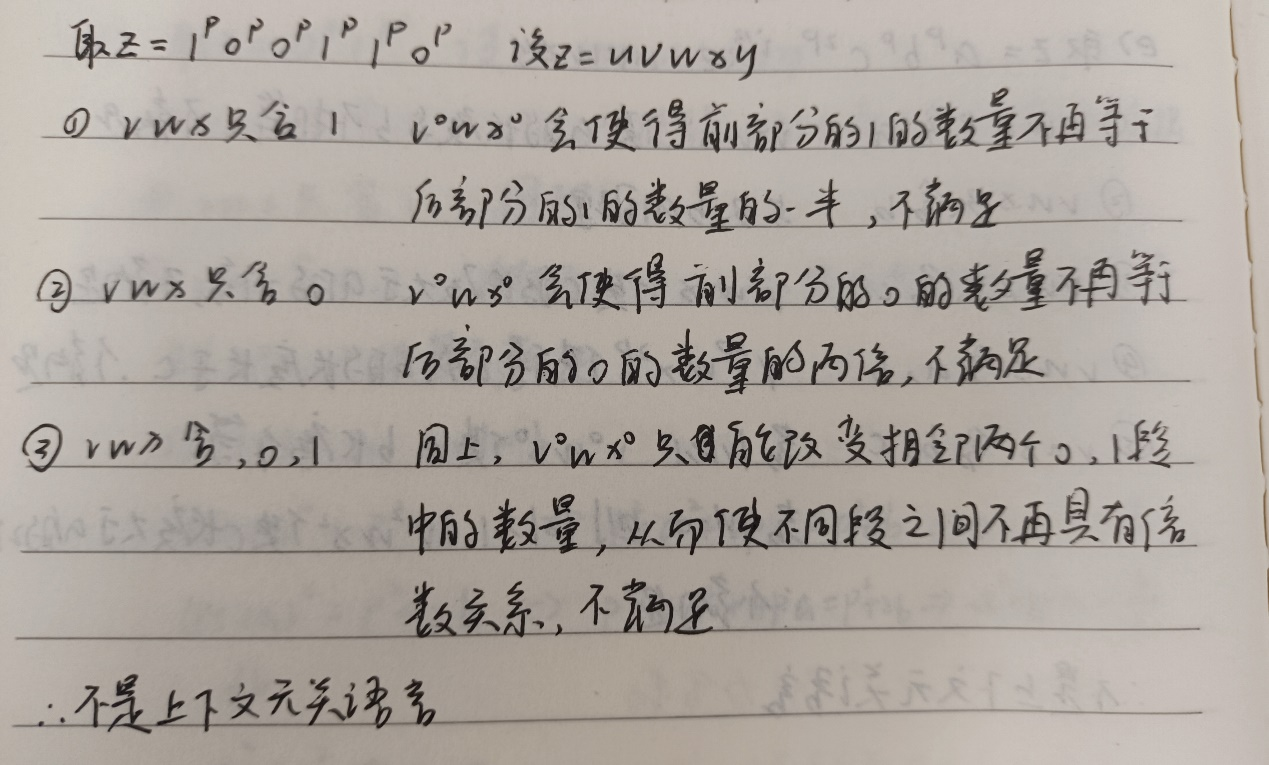 取z=1ᵖ0ᵖ0ᵖ1ᵖ1ᵖ0ᵖ 设z=uvwxy
① vwx只含1 v⁰wx⁰会使得前部分的1的数量不再等于
后部分的1的数量的一半,不满足
② vwx只含0 v⁰wx⁰会使得前部分的0的数量不再等于
后部分的0的数量的两倍,不满足
③ vwx含,0,1 同上,v⁰wx⁰只能改变相邻两个0,1段
中的数量,从而使不同段之间不再具有倍
数关系,不满足
∴不是上下文无关语言